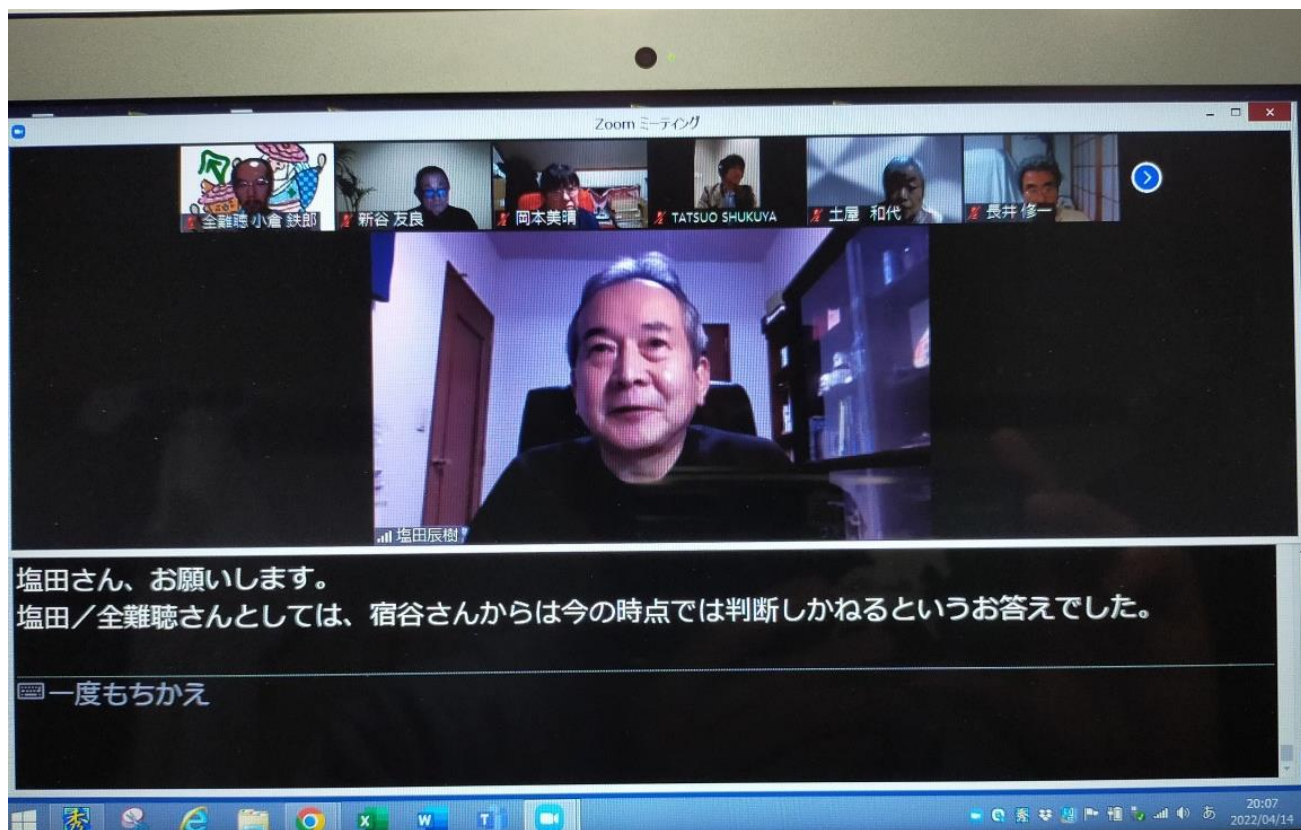 Zoom ミーティング
全難聴 小倉 鉄郎
新谷 友良
岡本美晴
TATSUO SHUKUYA
土屋 和代
長井 修一
塩田辰樹
塩田さん、お願いします。
塩田／全難聴さんとしては、宿谷さんからは今の時点では判断しかねるというお答えでした。
一度もちかえ
あ
20:07
2022/04/14